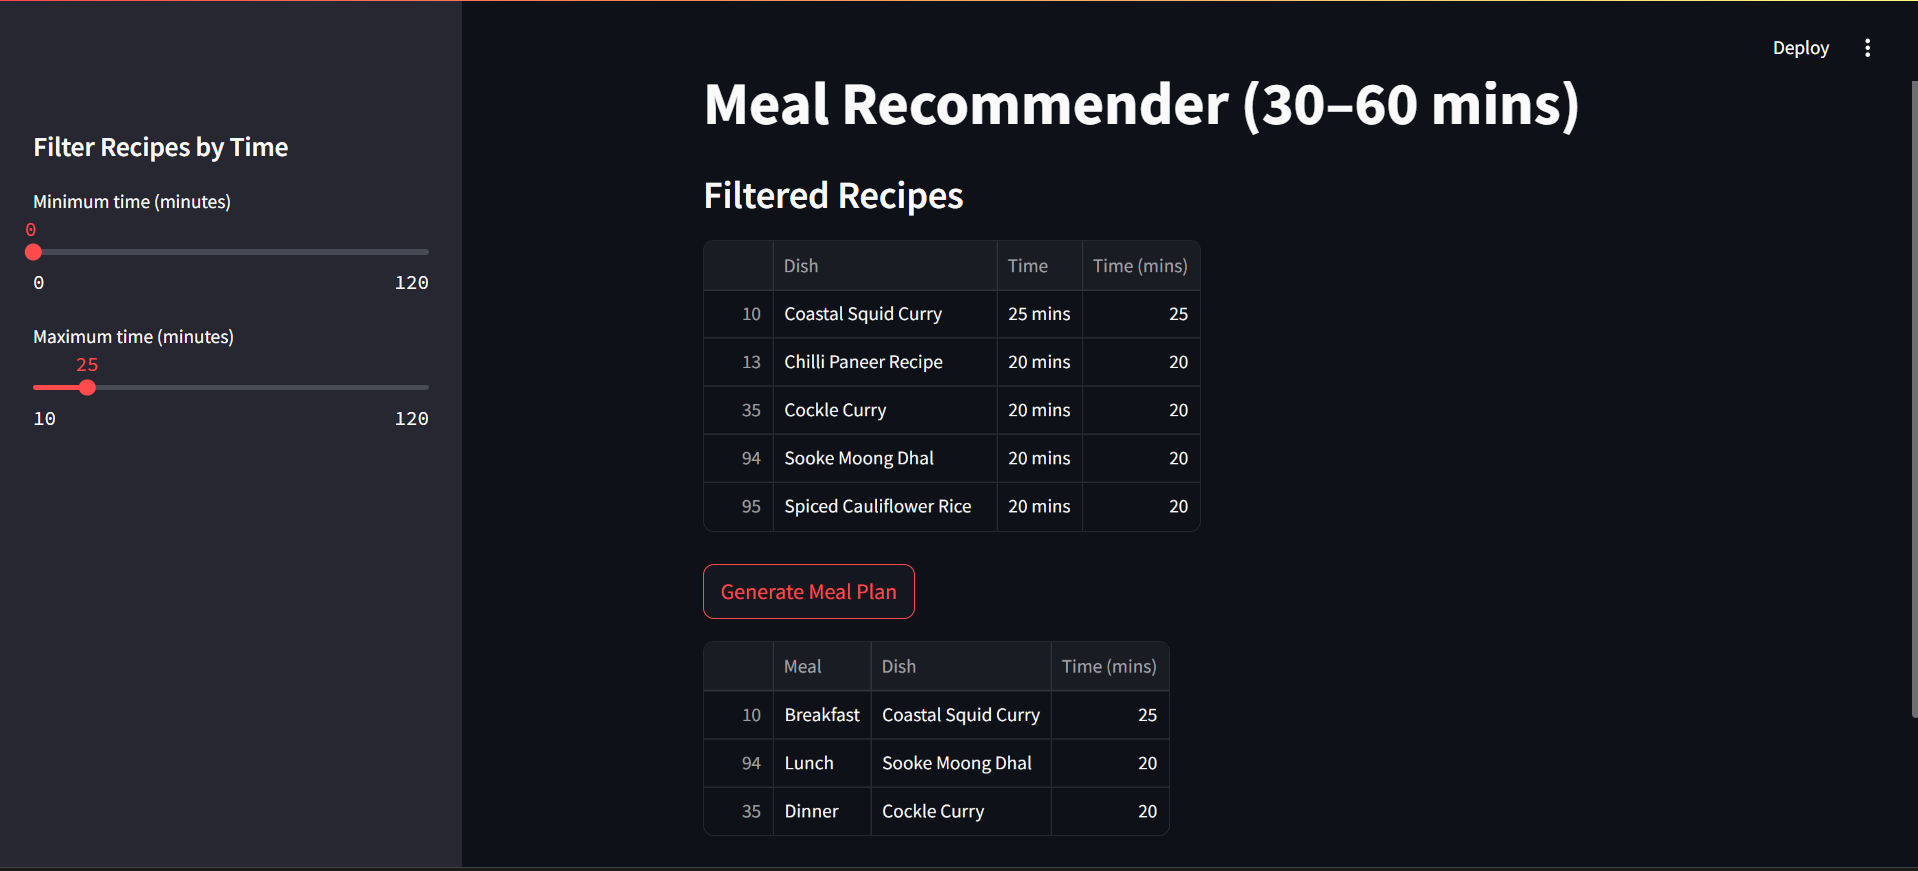 Deploy
Filter Recipes by Time
Minimum time (minutes)
0
0 120
Maximum time (minutes)
25
10 120
Meal Recommender (30–60 mins)
Filtered Recipes
Dish Time Time (mins)
10 Coastal Squid Curry 25 mins 25
13 Chilli Paneer Recipe 20 mins 20
35 Cockle Curry 20 mins 20
94 Sooke Moong Dhal 20 mins 20
95 Spiced Cauliflower Rice 20 mins 20
Generate Meal Plan
Meal Dish Time (mins)
10 Breakfast Coastal Squid Curry 25
94 Lunch Sooke Moong Dhal 20
35 Dinner Cockle Curry 20